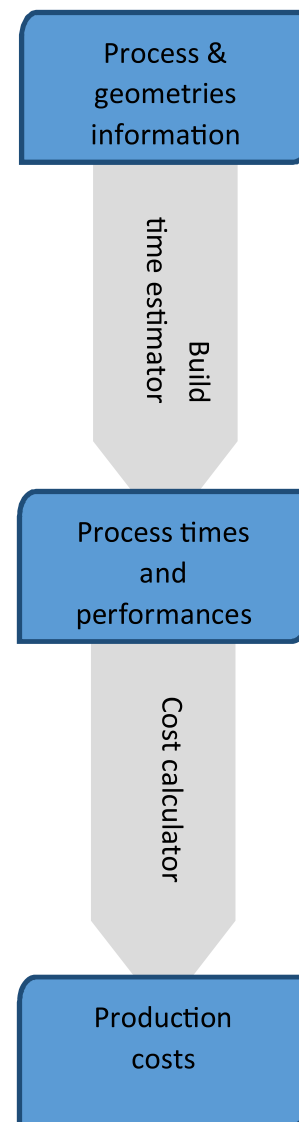 Process &
geometries
information
Build
time estimator
Process times
and
performances
Cost calculator
Production
costs